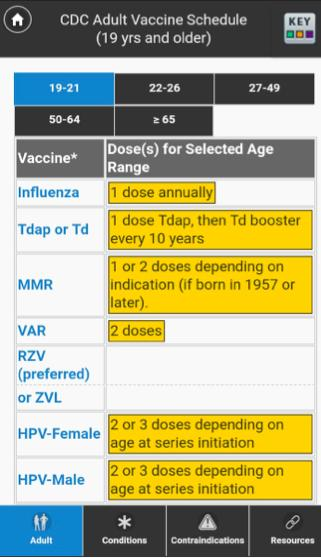 CDC Adult Vaccine Schedule
(19 yrs and older)
KEY
19-21
22-26
27-49
50-64
≥ 65
Vaccine*
Dose(s) for Selected Age
Range
Influenza
1 dose annually
Tdap or Td
1 dose Tdap, then Td booster
every 10 years
MMR
1 or 2 doses depending on
indication (if born in 1957 or
later).
VAR
2 doses
RZV
(preferred)
or ZVL
HPV-Female
2 or 3 doses depending on
age at series initiation
HPV-Male
2 or 3 doses depending on
age at series initiation
Adult
Conditions
Contraindications
Resources